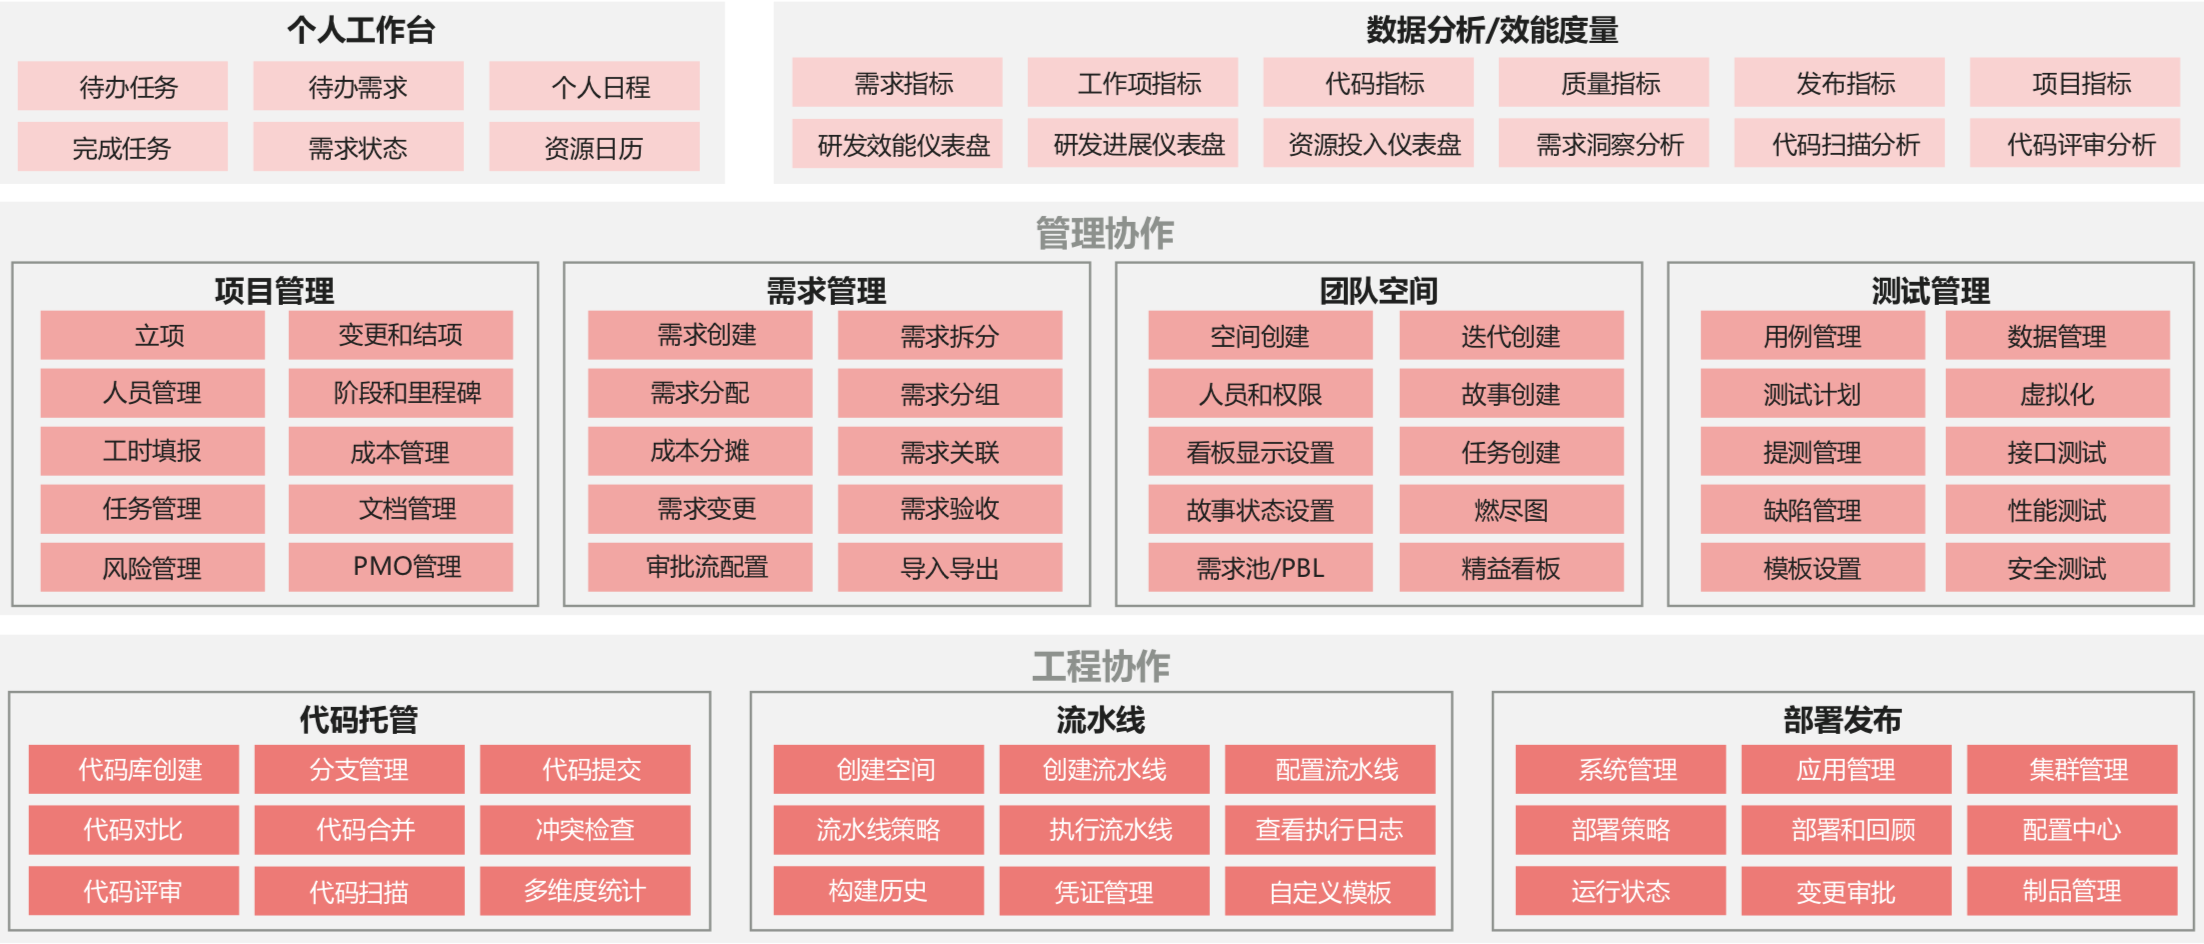 个人工作台
待办任务 待办需求 个人日程
完成任务 需求状态 资源日历
数据分析/效能度量
需求指标 工作项指标 代码指标 质量指标 发布指标 项目指标
研发效能仪表盘 研发进展仪表盘 资源投入仪表盘 需求洞察分析 代码扫描分析 代码评审分析
管理协作
项目管理
立项 变更和结项
人员管理 阶段和里程碑
工时填报 成本管理
任务管理 文档管理
风险管理 PMO管理
需求管理
需求创建 需求拆分
需求分配 需求分组
成本分摊 需求关联
需求变更 需求验收
审批流配置 导入导出
团队空间
空间创建 迭代创建
人员和权限 故事创建
看板显示设置 任务创建
故事状态设置 燃尽图
需求池/PBL 精益看板
测试管理
用例管理 数据管理
测试计划 虚拟化
提测管理 接口测试
缺陷管理 性能测试
模板设置 安全测试
工程协作
代码托管
代码库创建 分支管理 代码提交
代码对比 代码合并 冲突检查
代码评审 代码扫描 多维度统计
流水线
创建空间 创建流水线 配置流水线
流水线策略 执行流水线 查看执行日志
构建历史 凭证管理 自定义模板
部署发布
系统管理 应用管理 集群管理
部署策略 部署和回顾 配置中心
运行状态 变更审批 制品管理